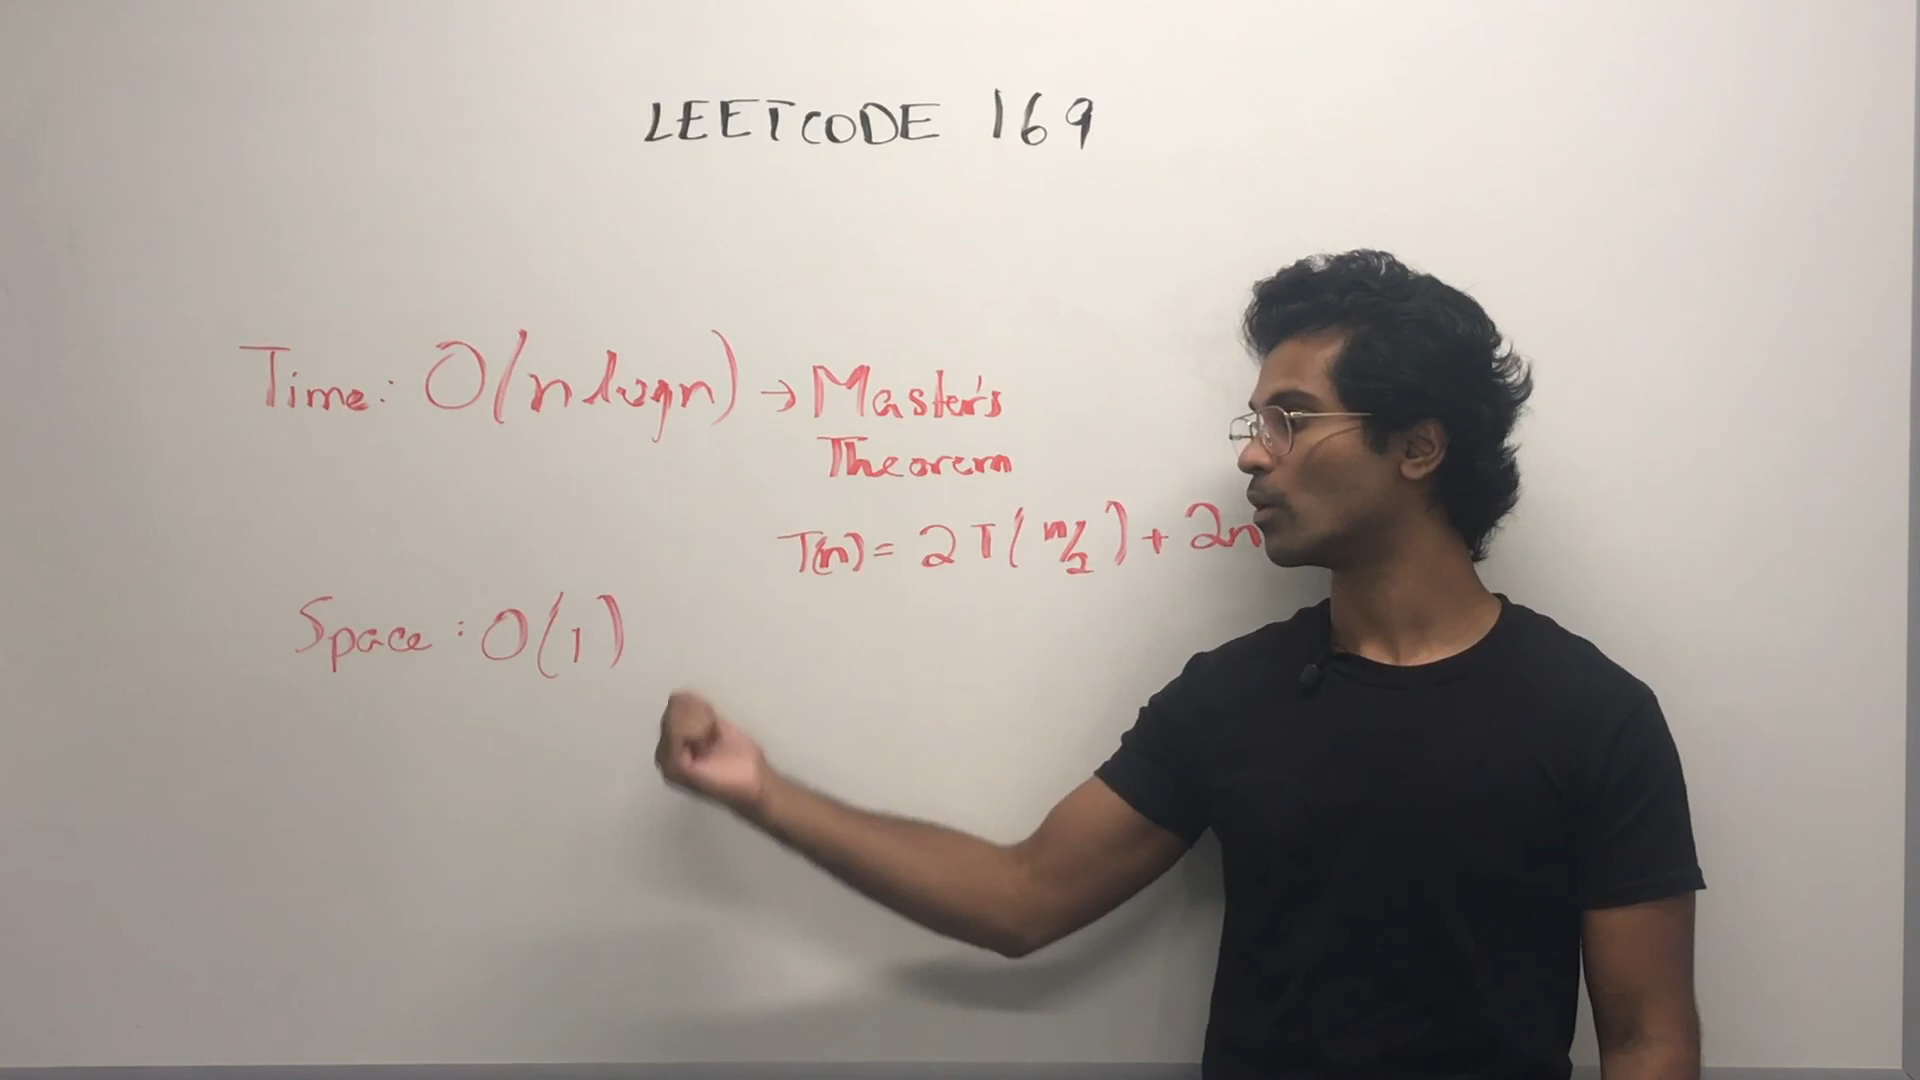 LEETCODE 169
Time: O(n logn) → Master's
Theorem
T(n) = 2T(n/2) + 2n
Space: O(1)